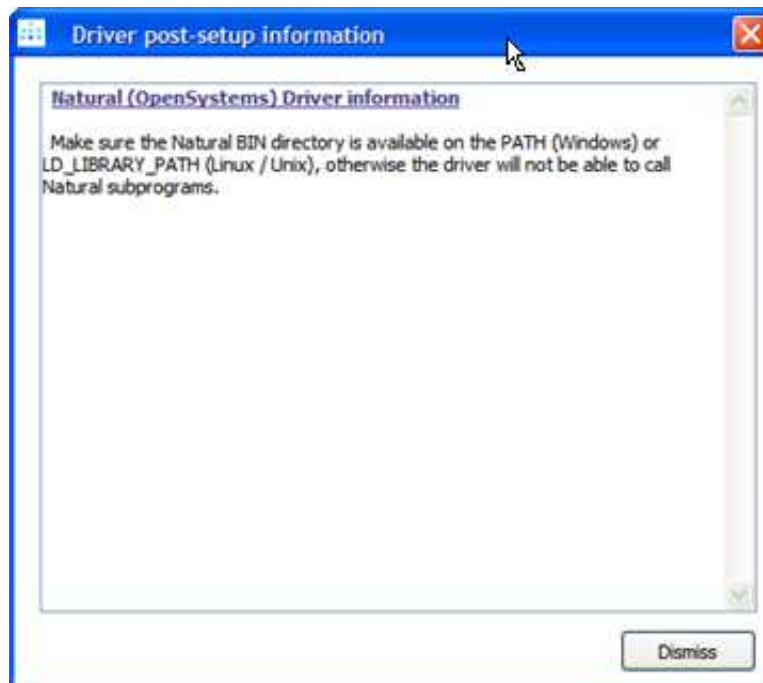 Driver post-setup information
Natural (OpenSystems) Driver information
Make sure the Natural BIN directory is available on the PATH (Windows) or
LD_LIBRARY_PATH (Linux / Unix), otherwise the driver will not be able to call
Natural subprograms.
Dismiss